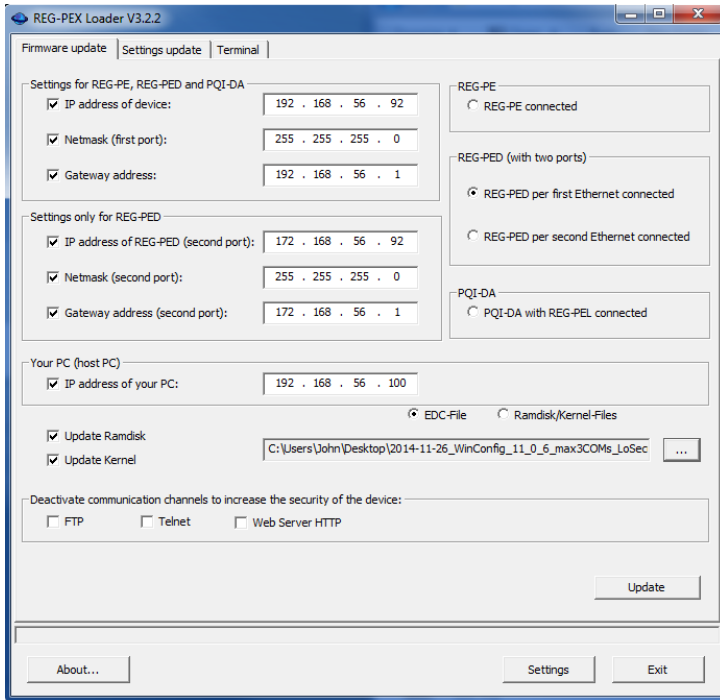 REG-PEX Loader V3.2.2
Firmware update Settings update Terminal
Settings for REG-PE, REG-PED and PQI-DA
IP address of device: 192 . 168 . 56 . 92
Netmask (first port): 255 . 255 . 255 . 0
Gateway address: 192 . 168 . 56 . 1
Settings only for REG-PED
IP address of REG-PED (second port): 172 . 168 . 56 . 92
Netmask (second port): 255 . 255 . 255 . 0
Gateway address (second port): 172 . 168 . 56 . 1
REG-PE
REG-PE connected
REG-PED (with two ports)
REG-PED per first Ethernet connected
REG-PED per second Ethernet connected
PQI-DA
PQI-DA with REG-PEL connected
Your PC (host PC)
IP address of your PC: 192 . 168 . 56 . 100
EDC-File Ramdisk/Kernel-Files
Update Ramdisk
Update Kernel
C:\Users\John\Desktop\2014-11-26_WinConfig_11_0_6_max3COMs_LoSec ...
Deactivate communication channels to increase the security of the device:
FTP Telnet Web Server HTTP
Update
About... Settings Exit